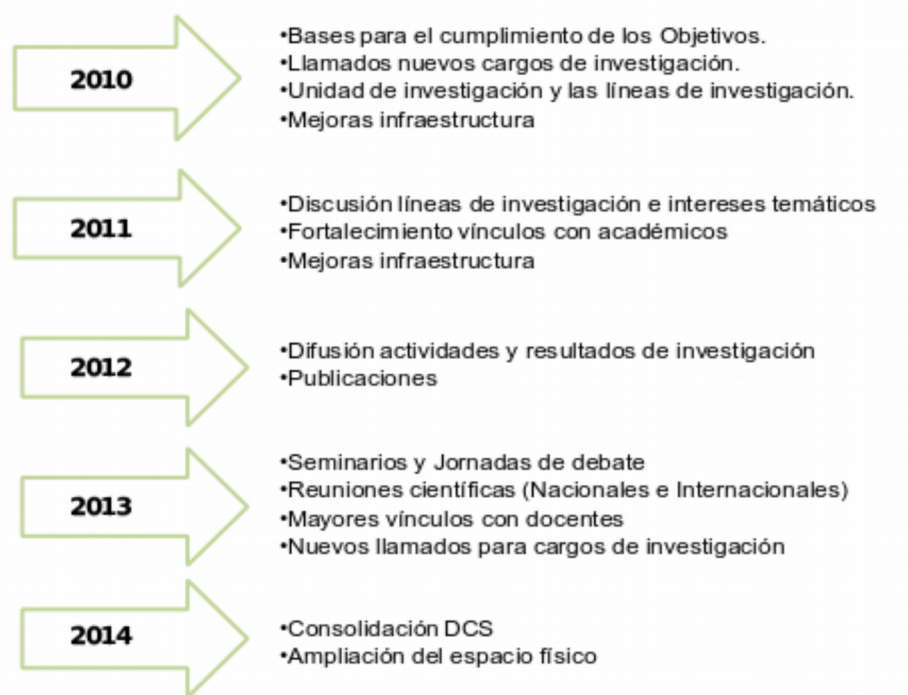 2010
•Bases para el cumplimiento de los Objetivos.
•Llamados nuevos cargos de investigación.
•Unidad de investigación y las líneas de investigación.
•Mejoras infraestructura
2011
•Discusión líneas de investigación e intereses temáticos
•Fortalecimiento vínculos con académicos
•Mejoras infraestructura
2012
•Difusión actividades y resultados de investigación
•Publicaciones
2013
•Seminarios y Jornadas de debate
•Reuniones científicas (Nacionales e Internacionales)
•Mayores vínculos con docentes
•Nuevos llamados para cargos de investigación
2014
•Consolidación DCS
•Ampliación del espacio físico